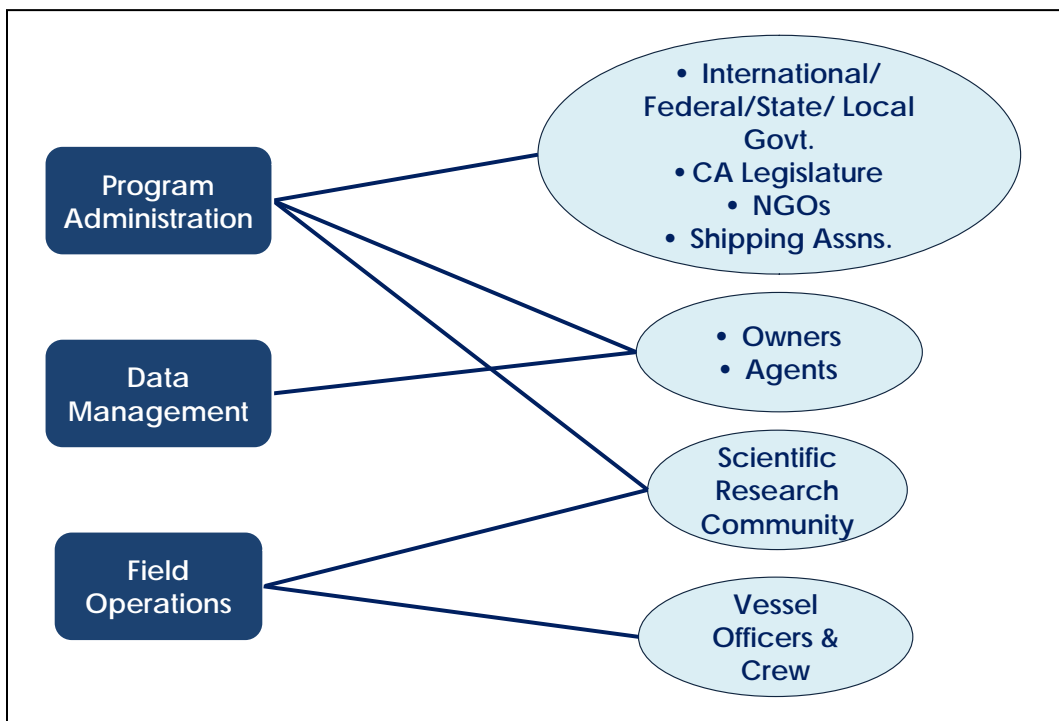 Program
Administration
Data
Management
Field
Operations
• International/
Federal/State/ Local
Govt.
• CA Legislature
• NGOs
• Shipping Assns.
• Owners
• Agents
Scientific
Research
Community
Vessel
Officers &
Crew